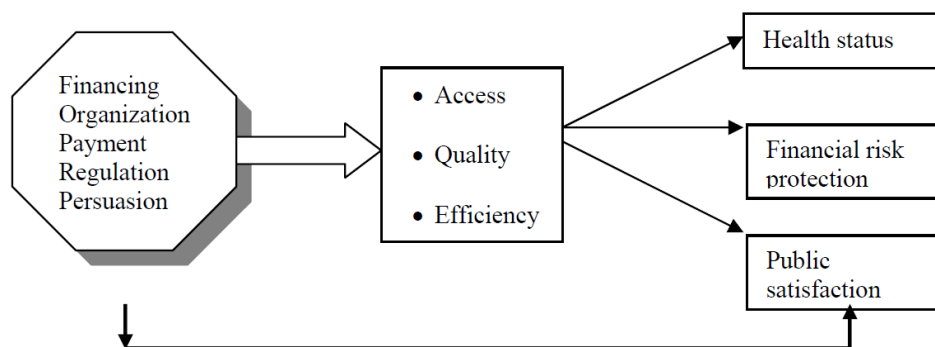 Financing
Organization
Payment
Regulation
Persuasion
• Access
• Quality
• Efficiency
Health status
Financial risk
protection
Public
satisfaction